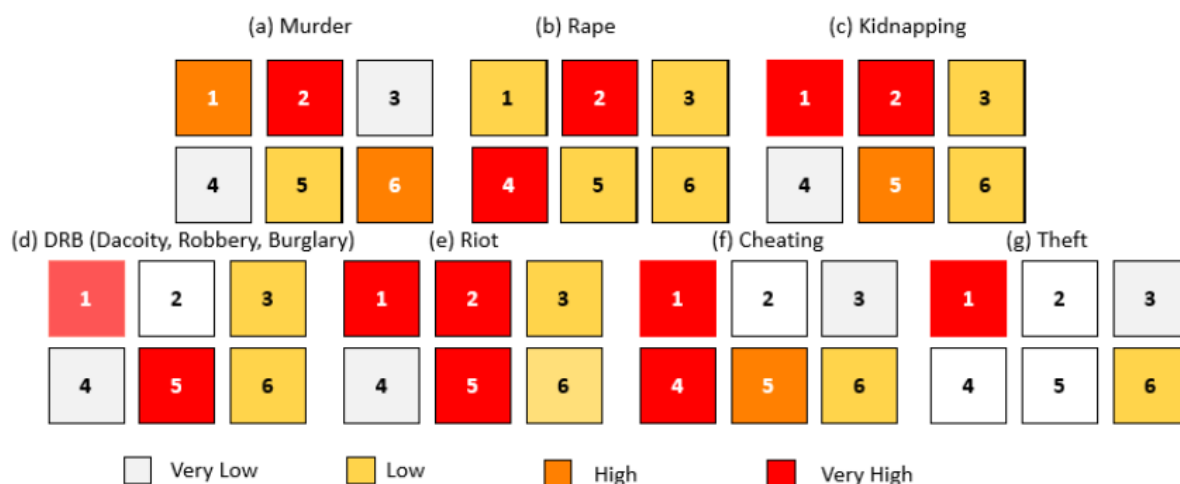 (a) Murder (b) Rape (c) Kidnapping
1 2 3 1 2 3 1 2 3
4 5 6 4 5 6 4 5 6
(d) DRB (Dacoity, Robbery, Burglary) (e) Riot (f) Cheating (g) Theft
1 2 3 1 2 3 1 2 3 1 2 3
4 5 6 4 5 6 4 5 6 4 5 6
Very Low Low High Very High